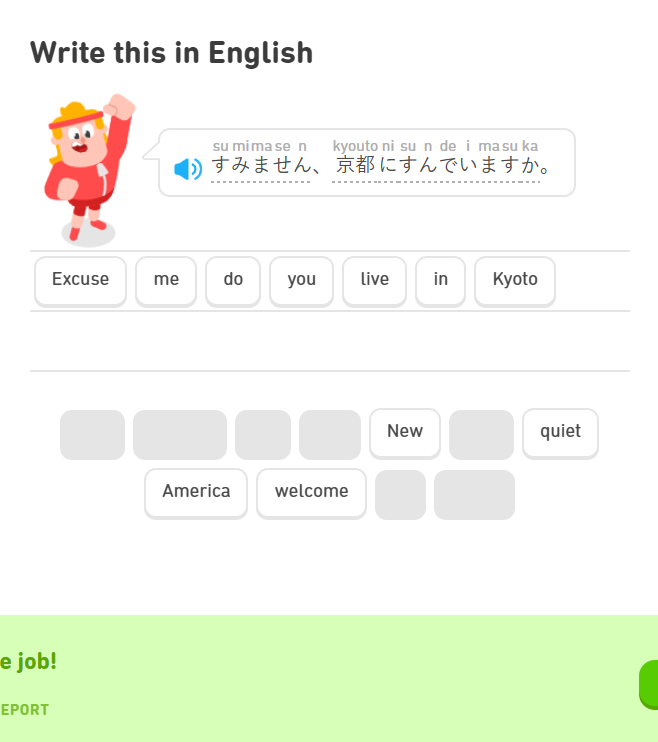 Write this in English
su mi ma se n kyouto ni su n de i ma su ka
すみません、京都にすんでいますか。
Excuse me do you live in Kyoto
New quiet
America welcome
e job!
EPORT